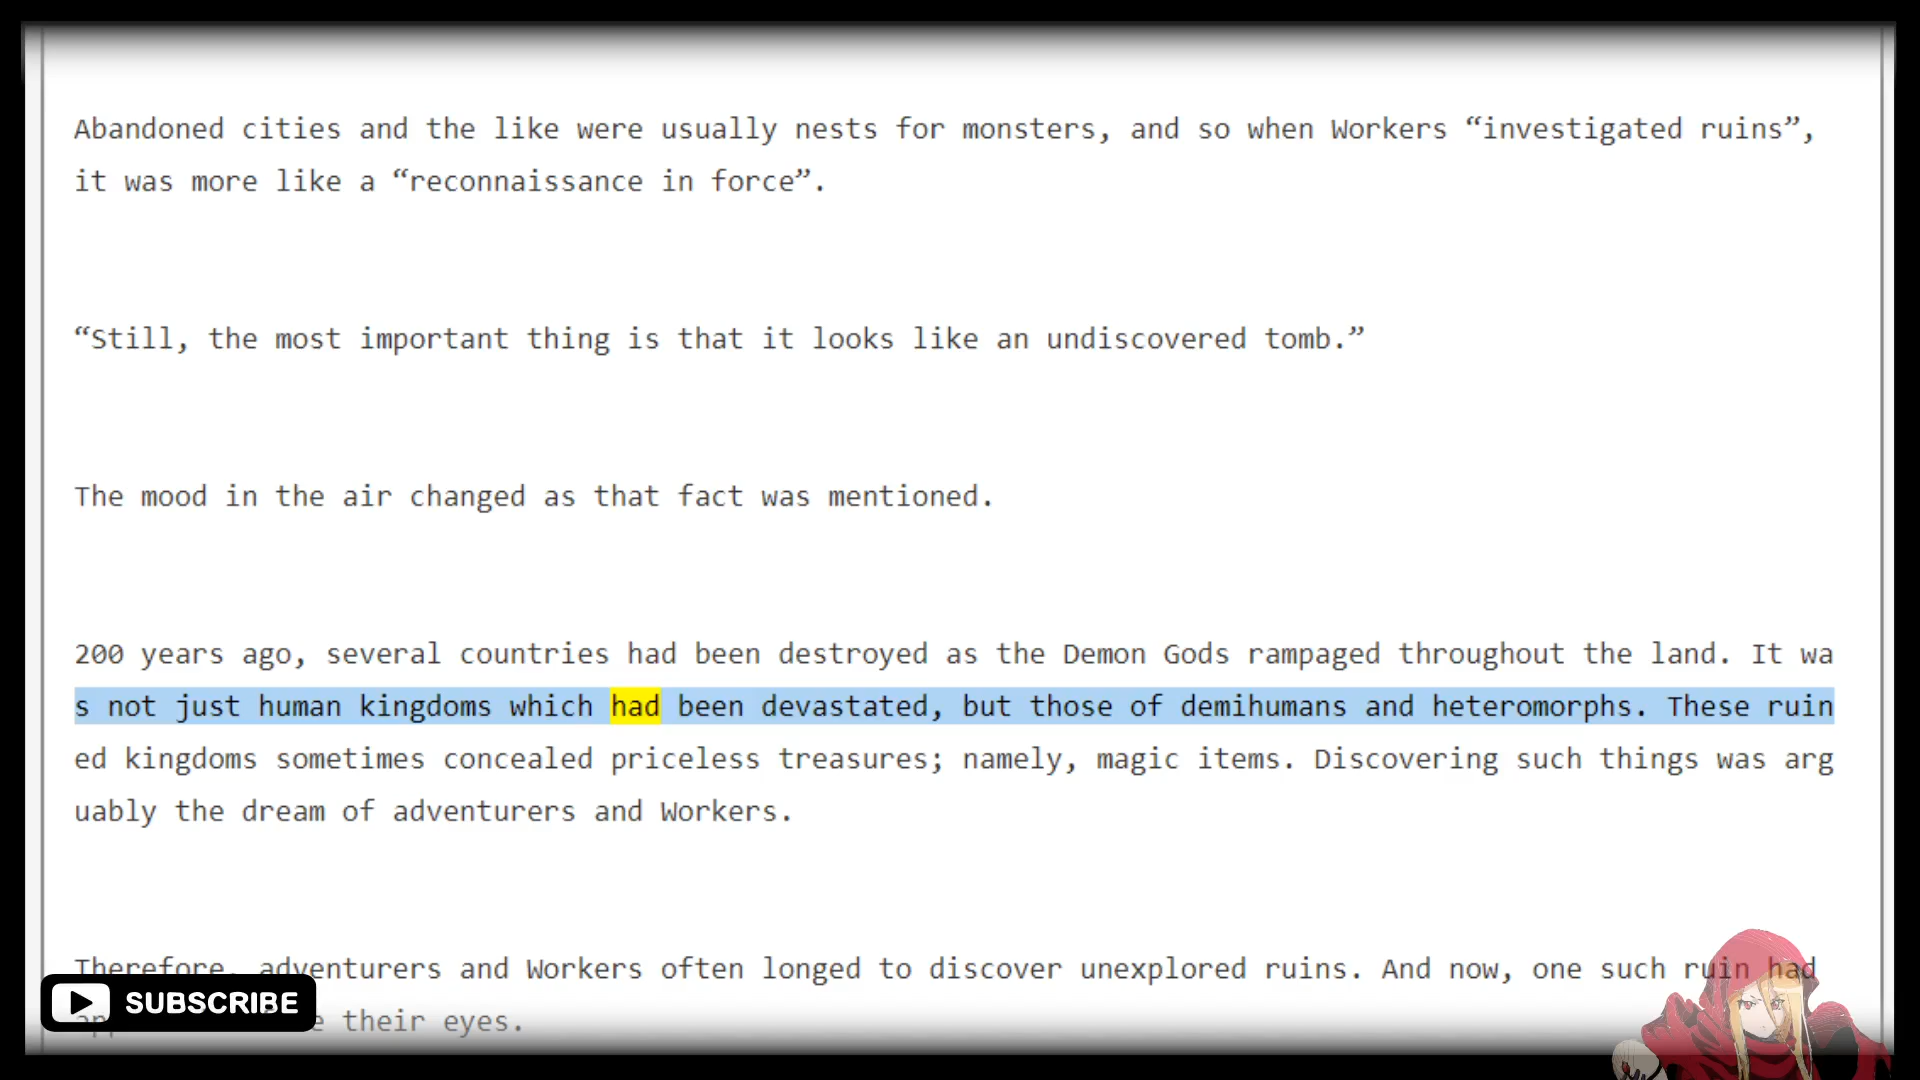 Abandoned cities and the like were usually nests for monsters, and so when Workers “investigated ruins”,
it was more like a “reconnaissance in force”.
“Still, the most important thing is that it looks like an undiscovered tomb.”
The mood in the air changed as that fact was mentioned.
200 years ago, several countries had been destroyed as the Demon Gods rampaged throughout the land. It wa
s not just human kingdoms which had been devastated, but those of demihumans and heteromorphs. These ruin
ed kingdoms sometimes concealed priceless treasures; namely, magic items. Discovering such things was arg
uably the dream of adventurers and Workers.
Therefore, adventurers and Workers often longed to discover unexplored ruins. And now, one such ruin had
their eyes.
SUBSCRIBE